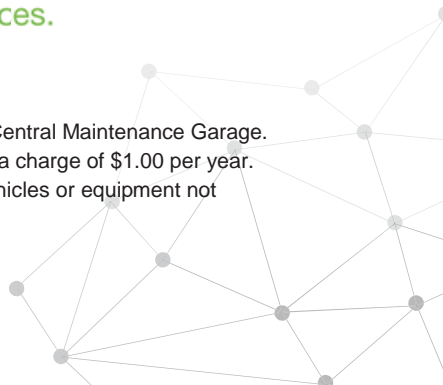 ces.
Central Maintenance Garage.
a charge of $1.00 per year.
hicles or equipment not